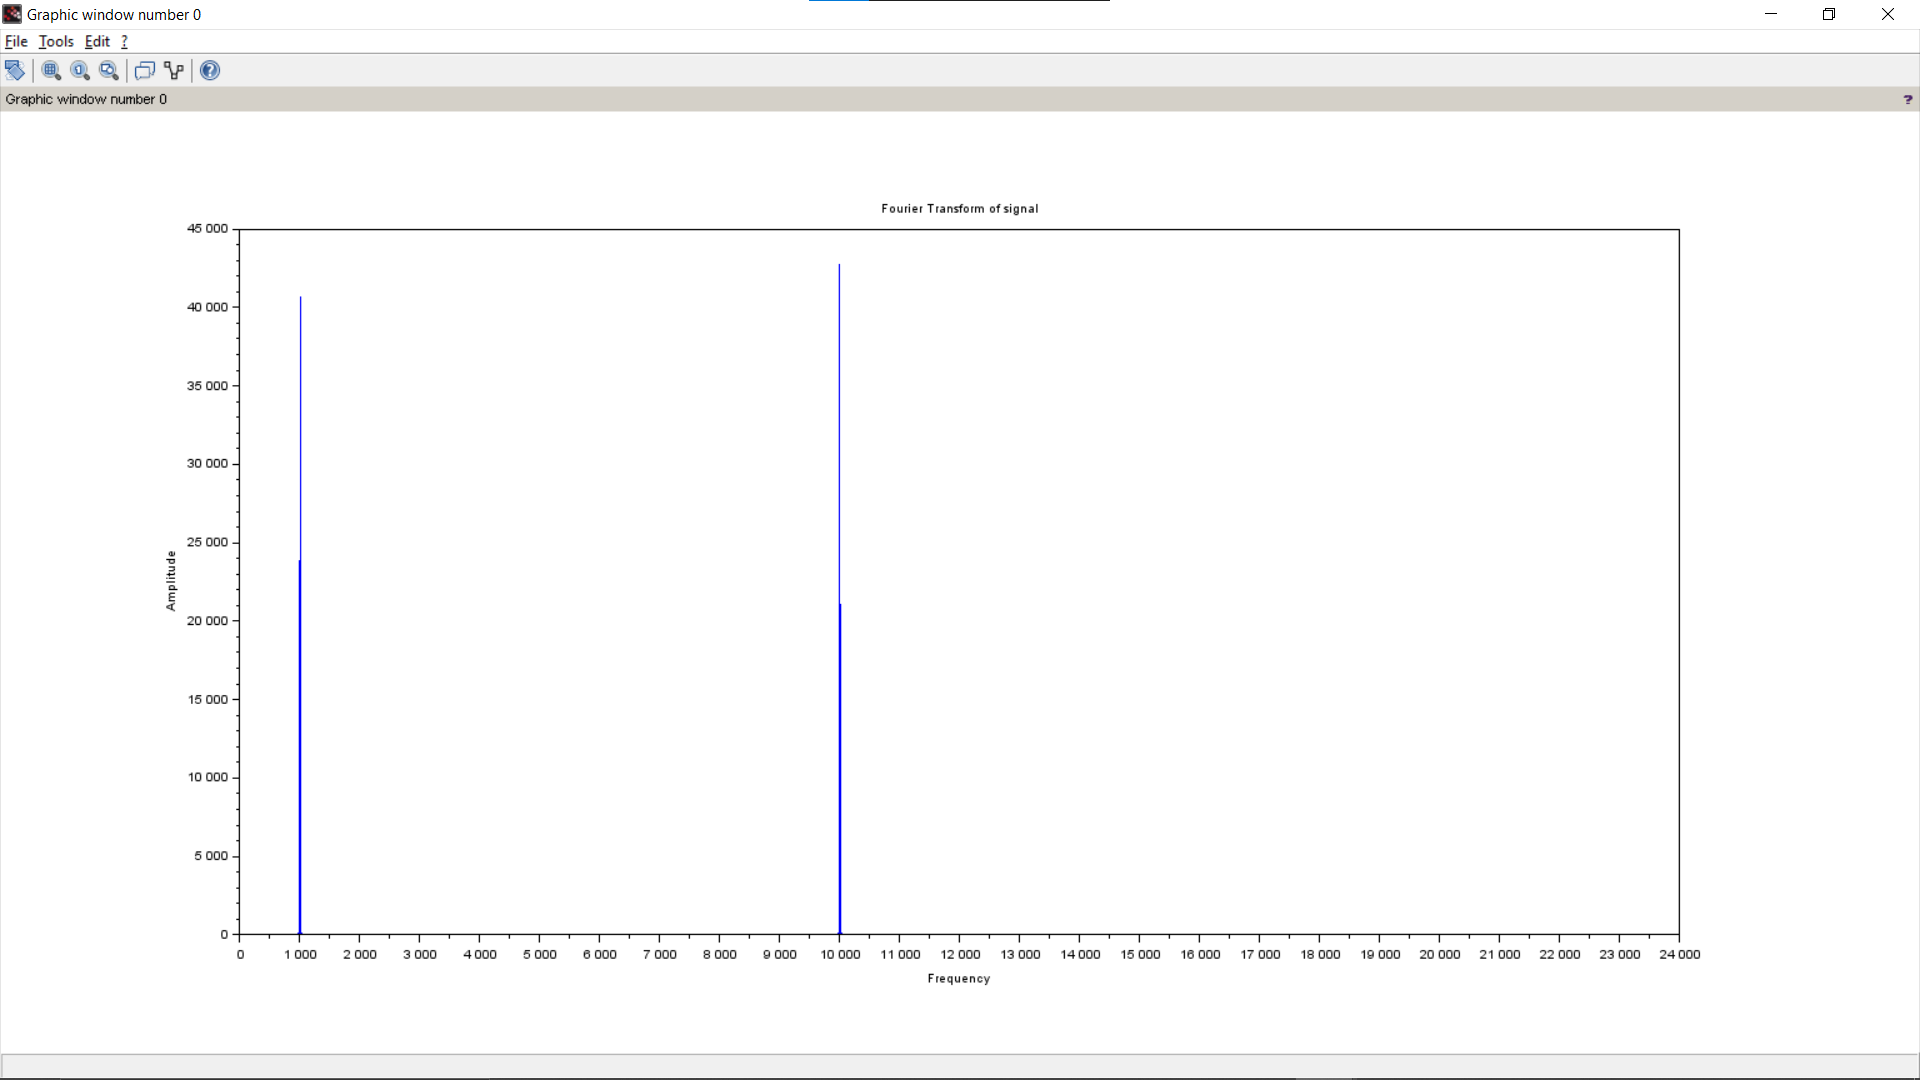 Graphic window number 0
File Tools Edit ?
Graphic window number 0 ?
Fourier Transform of signal
45 000
40 000
35 000
30 000
25 000
20 000
15 000
10 000
5 000
0
Amplitude
0 1 000 2 000 3 000 4 000 5 000 6 000 7 000 8 000 9 000 10 000 11 000 12 000 13 000 14 000 15 000 16 000 17 000 18 000 19 000 20 000 21 000 22 000 23 000 24 000
Frequency